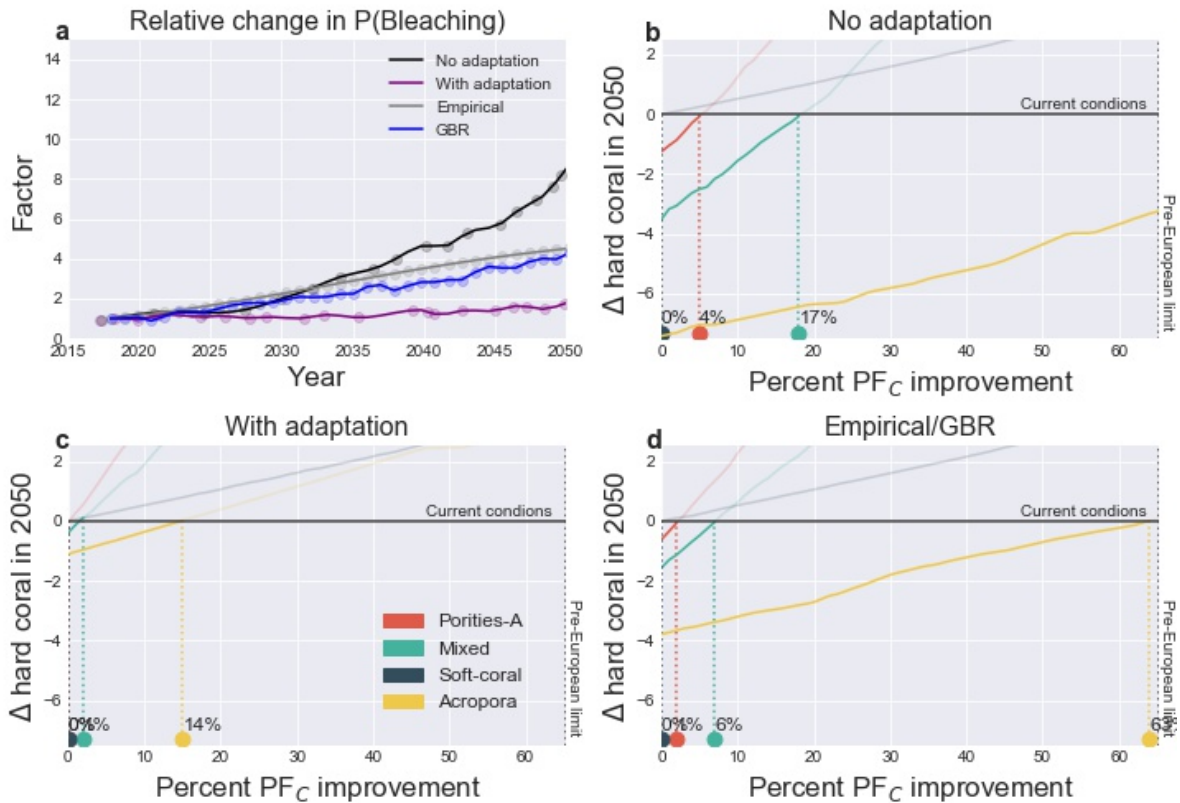 a
Relative change in P(Bleaching)
14
12
10
8
6
4
2
0
Factor
No adaptation
With adaptation
Empirical
GBR
2015 2020 2025 2030 2035 2040 2045 2050
Year
b
No adaptation
2
0
−2
−4
−6
Δ hard coral in 2050
Current condions
Pre-European limit
0% 4% 17%
0 10 20 30 40 50 60
Percent PF_C improvement
c
With adaptation
2
0
−2
−4
−6
Δ hard coral in 2050
Current condions
Pre-European limit
Porities-A
Mixed
Soft-coral
Acropora
14%
0 10 20 30 40 50 60
Percent PF_C improvement
d
Empirical/GBR
2
0
−2
−4
−6
Δ hard coral in 2050
Current condions
Pre-European limit
6% 63%
0 10 20 30 40 50 60
Percent PF_C improvement